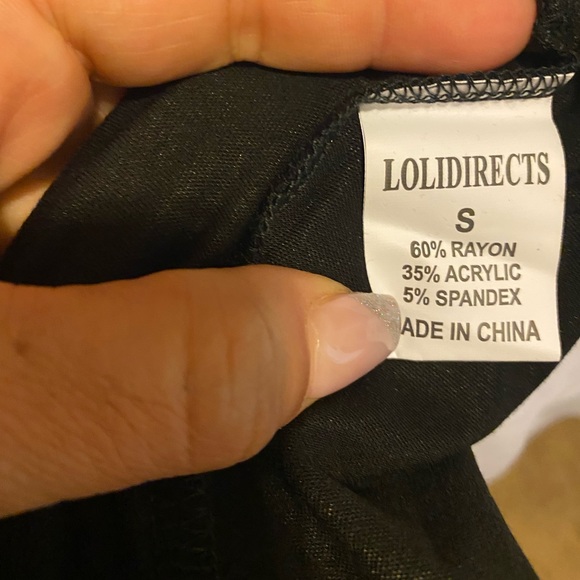 LOLIDIRECTS
S
60% RAYON
35% ACRYLIC
5% SPANDEX
ADE IN CHINA